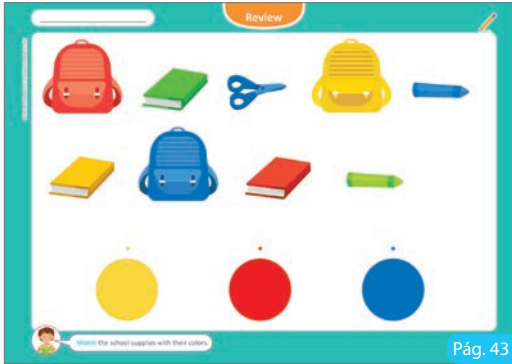 Review
Match the school supplies with their colors.
Pág. 43